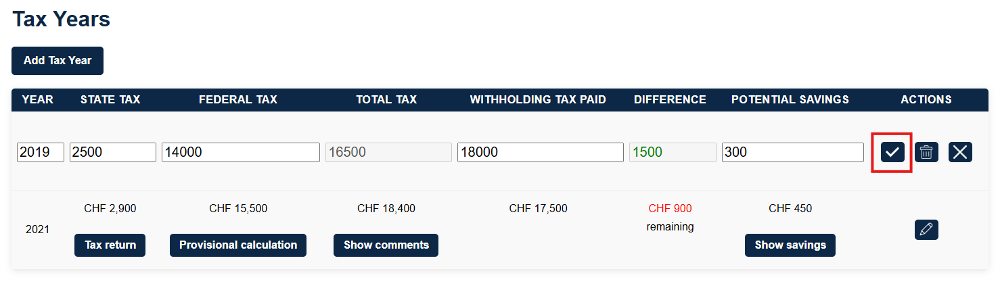 Tax Years
Add Tax Year
YEAR STATE TAX FEDERAL TAX TOTAL TAX WITHHOLDING TAX PAID DIFFERENCE POTENTIAL SAVINGS ACTIONS
2019 2500 14000 16500 18000 1500 300
CHF 2,900 CHF 15,500 CHF 18,400 CHF 17,500 CHF 900 CHF 450
2021 remaining
Tax return Provisional calculation Show comments Show savings